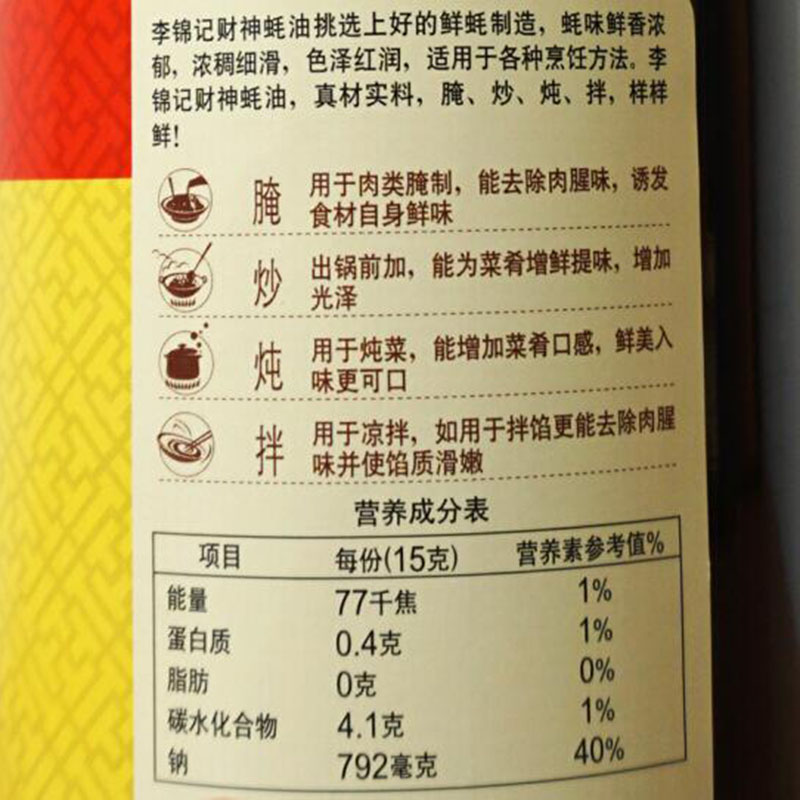 李锦记财神蚝油挑选上好的鲜蚝制造，蚝味鲜香浓
郁，浓稠细滑，色泽红润，适用于各种烹饪方法。李
锦记财神蚝油，真材实料，腌、炒、炖、拌，样样
鲜！
腌
用于肉类腌制，能去除肉腥味，诱发
食材自身鲜味
炒
出锅前加，能为菜肴增鲜提味，增加
光泽
炖
用于炖菜，能增加菜肴口感，鲜美入
味更可口
拌
用于凉拌，如用于拌馅更能去除肉腥
味并使馅质滑嫩
营养成分表
项目 每份(15克) 营养素参考值%
能量 77千焦 1%
蛋白质 0.4克 1%
脂肪 0克 0%
碳水化合物 4.1克 1%
钠 792毫克 40%